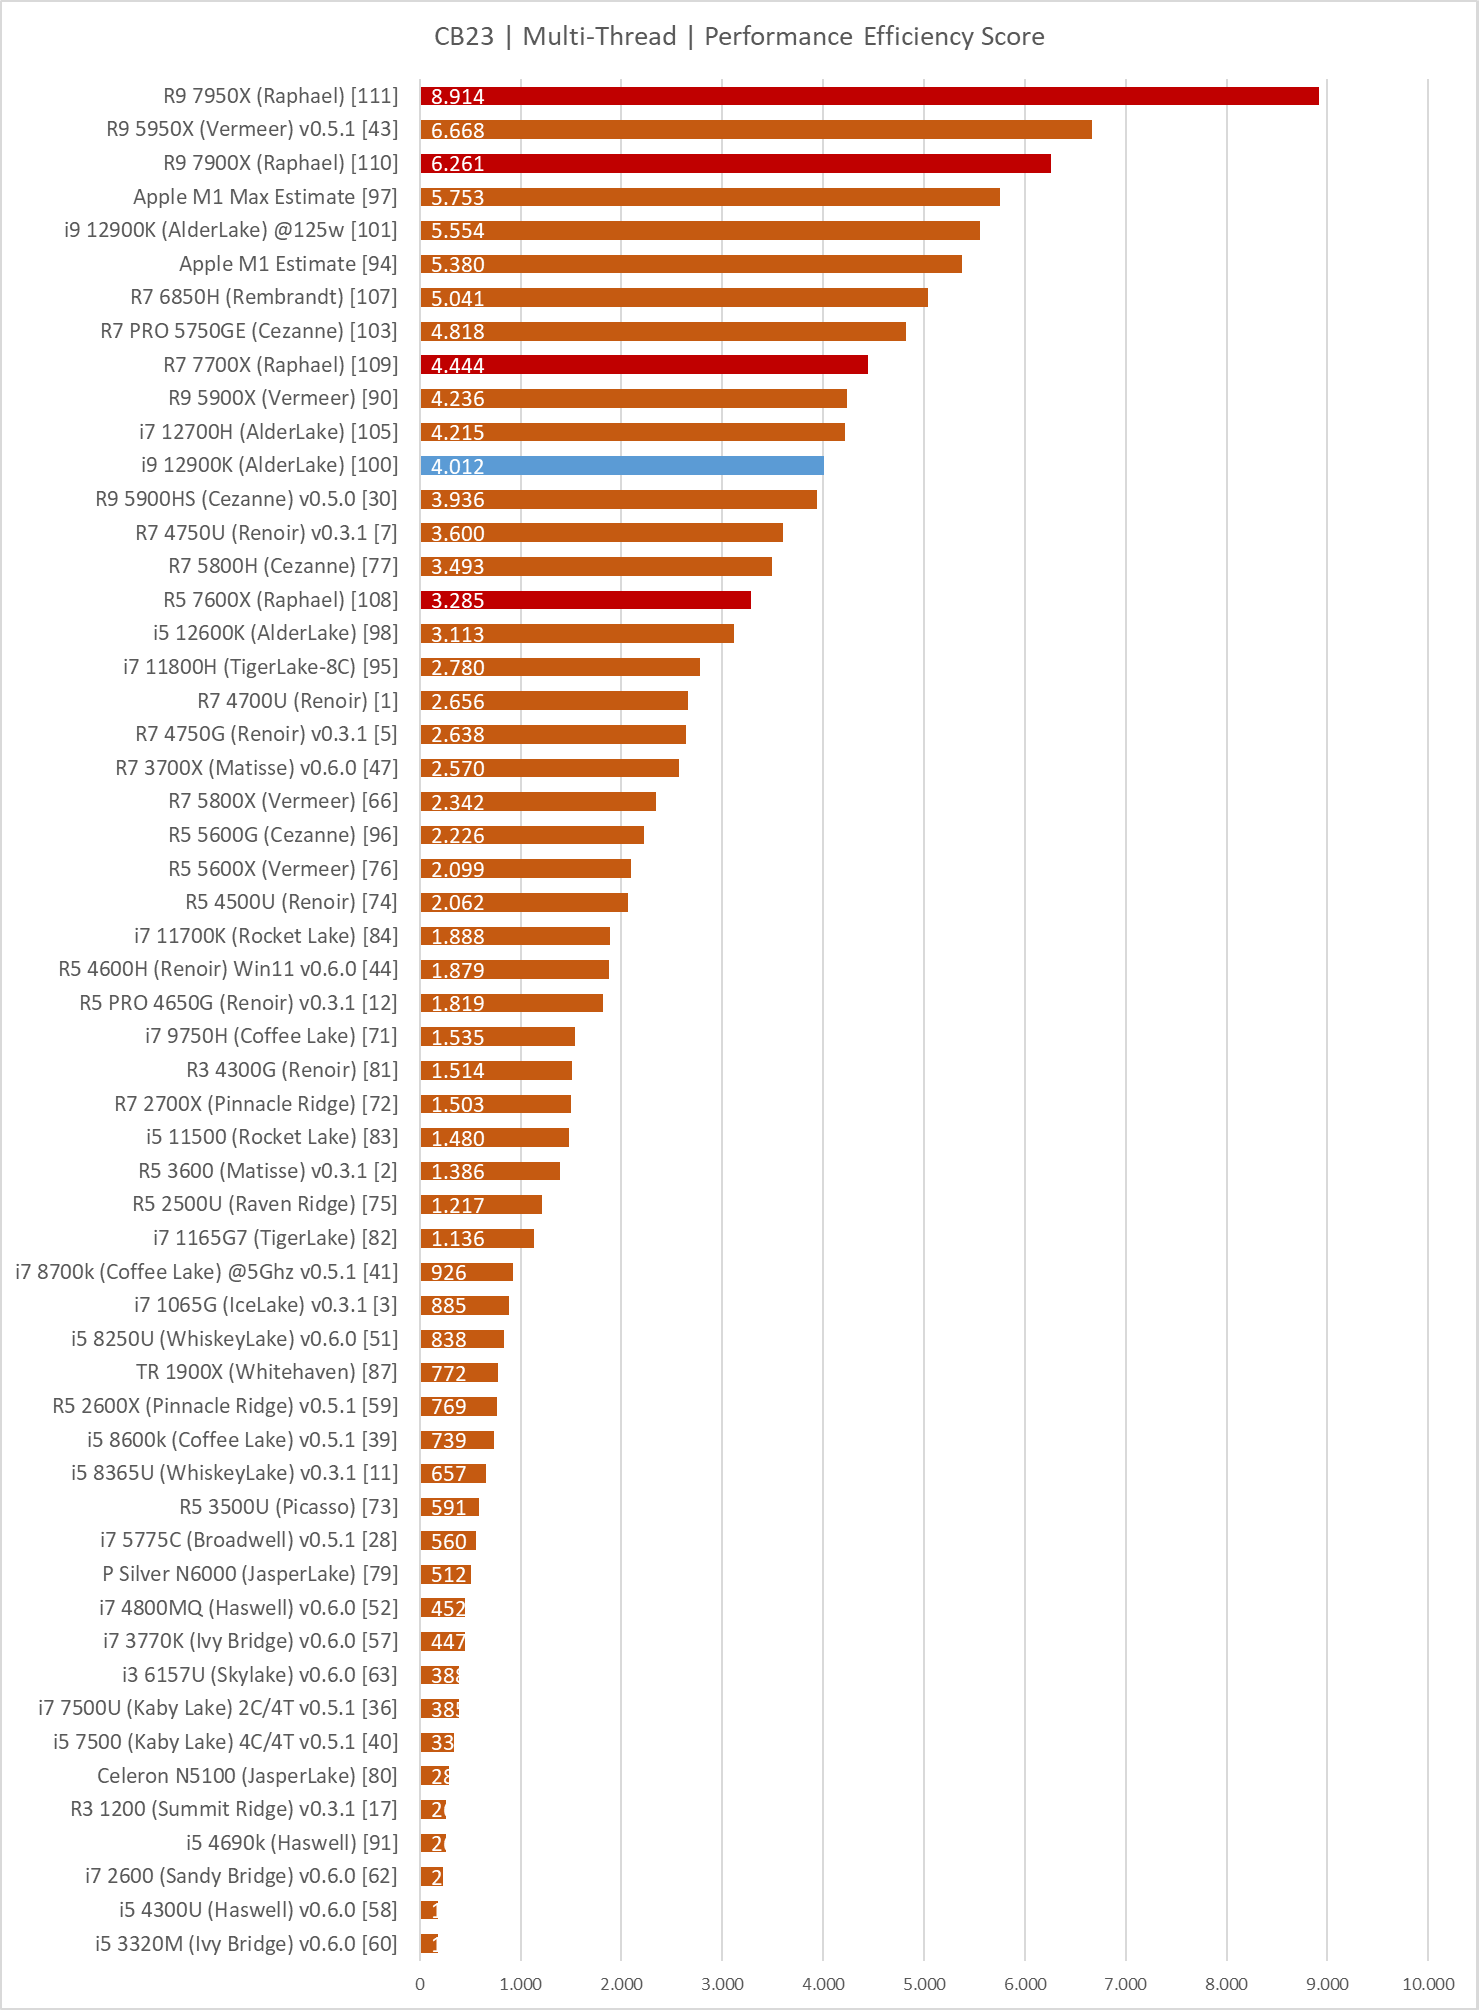 CB23 | Multi-Thread | Performance Efficiency Score
R9 7950X (Raphael) [111] 8.914
R9 5950X (Vermeer) v0.5.1 [43] 6.668
R9 7900X (Raphael) [110] 6.261
Apple M1 Max Estimate [97] 5.753
i9 12900K (AlderLake) @125w [101] 5.554
Apple M1 Estimate [94] 5.380
R7 6850H (Rembrandt) [107] 5.041
R7 PRO 5750GE (Cezanne) [103] 4.818
R7 7700X (Raphael) [109] 4.444
R9 5900X (Vermeer) [90] 4.236
i7 12700H (AlderLake) [105] 4.215
i9 12900K (AlderLake) [100] 4.012
R9 5900HS (Cezanne) v0.5.0 [30] 3.936
R7 4750U (Renoir) v0.3.1 [7] 3.600
R7 5800H (Cezanne) [77] 3.493
R5 7600X (Raphael) [108] 3.285
i5 12600K (AlderLake) [98] 3.113
i7 11800H (TigerLake-8C) [95] 2.780
R7 4700U (Renoir) [1] 2.656
R7 4750G (Renoir) v0.3.1 [5] 2.638
R7 3700X (Matisse) v0.6.0 [47] 2.570
R7 5800X (Vermeer) [66] 2.342
R5 5600G (Cezanne) [96] 2.226
R5 5600X (Vermeer) [76] 2.099
R5 4500U (Renoir) [74] 2.062
i7 11700K (Rocket Lake) [84] 1.888
R5 4600H (Renoir) Win11 v0.6.0 [44] 1.879
R5 PRO 4650G (Renoir) v0.3.1 [12] 1.819
i7 9750H (Coffee Lake) [71] 1.535
R3 4300G (Renoir) [81] 1.514
R7 2700X (Pinnacle Ridge) [72] 1.503
i5 11500 (Rocket Lake) [83] 1.480
R5 3600 (Matisse) v0.3.1 [2] 1.386
R5 2500U (Raven Ridge) [75] 1.217
i7 1165G7 (TigerLake) [82] 1.136
i7 8700k (Coffee Lake) @5Ghz v0.5.1 [41] 926
i7 1065G (IceLake) v0.3.1 [3] 885
i5 8250U (WhiskeyLake) v0.6.0 [51] 838
TR 1900X (Whitehaven) [87] 772
R5 2600X (Pinnacle Ridge) v0.5.1 [59] 769
i5 8600k (Coffee Lake) v0.5.1 [39] 739
i5 8365U (WhiskeyLake) v0.3.1 [11] 657
R5 3500U (Picasso) [73] 591
i7 5775C (Broadwell) v0.5.1 [28] 560
P Silver N6000 (JasperLake) [79] 512
i7 4800MQ (Haswell) v0.6.0 [52] 452
i7 3770K (Ivy Bridge) v0.6.0 [57] 447
i3 6157U (Skylake) v0.6.0 [63] 388
i7 7500U (Kaby Lake) 2C/4T v0.5.1 [36] 385
i5 7500 (Kaby Lake) 4C/4T v0.5.1 [40]
Celeron N5100 (JasperLake) [80]
R3 1200 (Summit Ridge) v0.3.1 [17]
i5 4690k (Haswell) [91]
i7 2600 (Sandy Bridge) v0.6.0 [62]
i5 4300U (Haswell) v0.6.0 [58]
i5 3320M (Ivy Bridge) v0.6.0 [60]
0 1.000 2.000 3.000 4.000 5.000 6.000 7.000 8.000 9.000 10.000